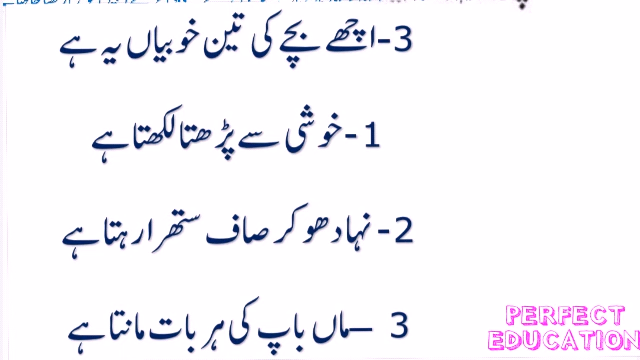 3-اچھے بچے کی تین خوبیاں یہ ہے
1-خوشی سے پڑھتا لکھتا ہے
2-نہا دھو کر صاف ستھرا رہتا ہے
3 –ماں باپ کی ہر بات مانتا ہے
PERFECT
EDUCATION